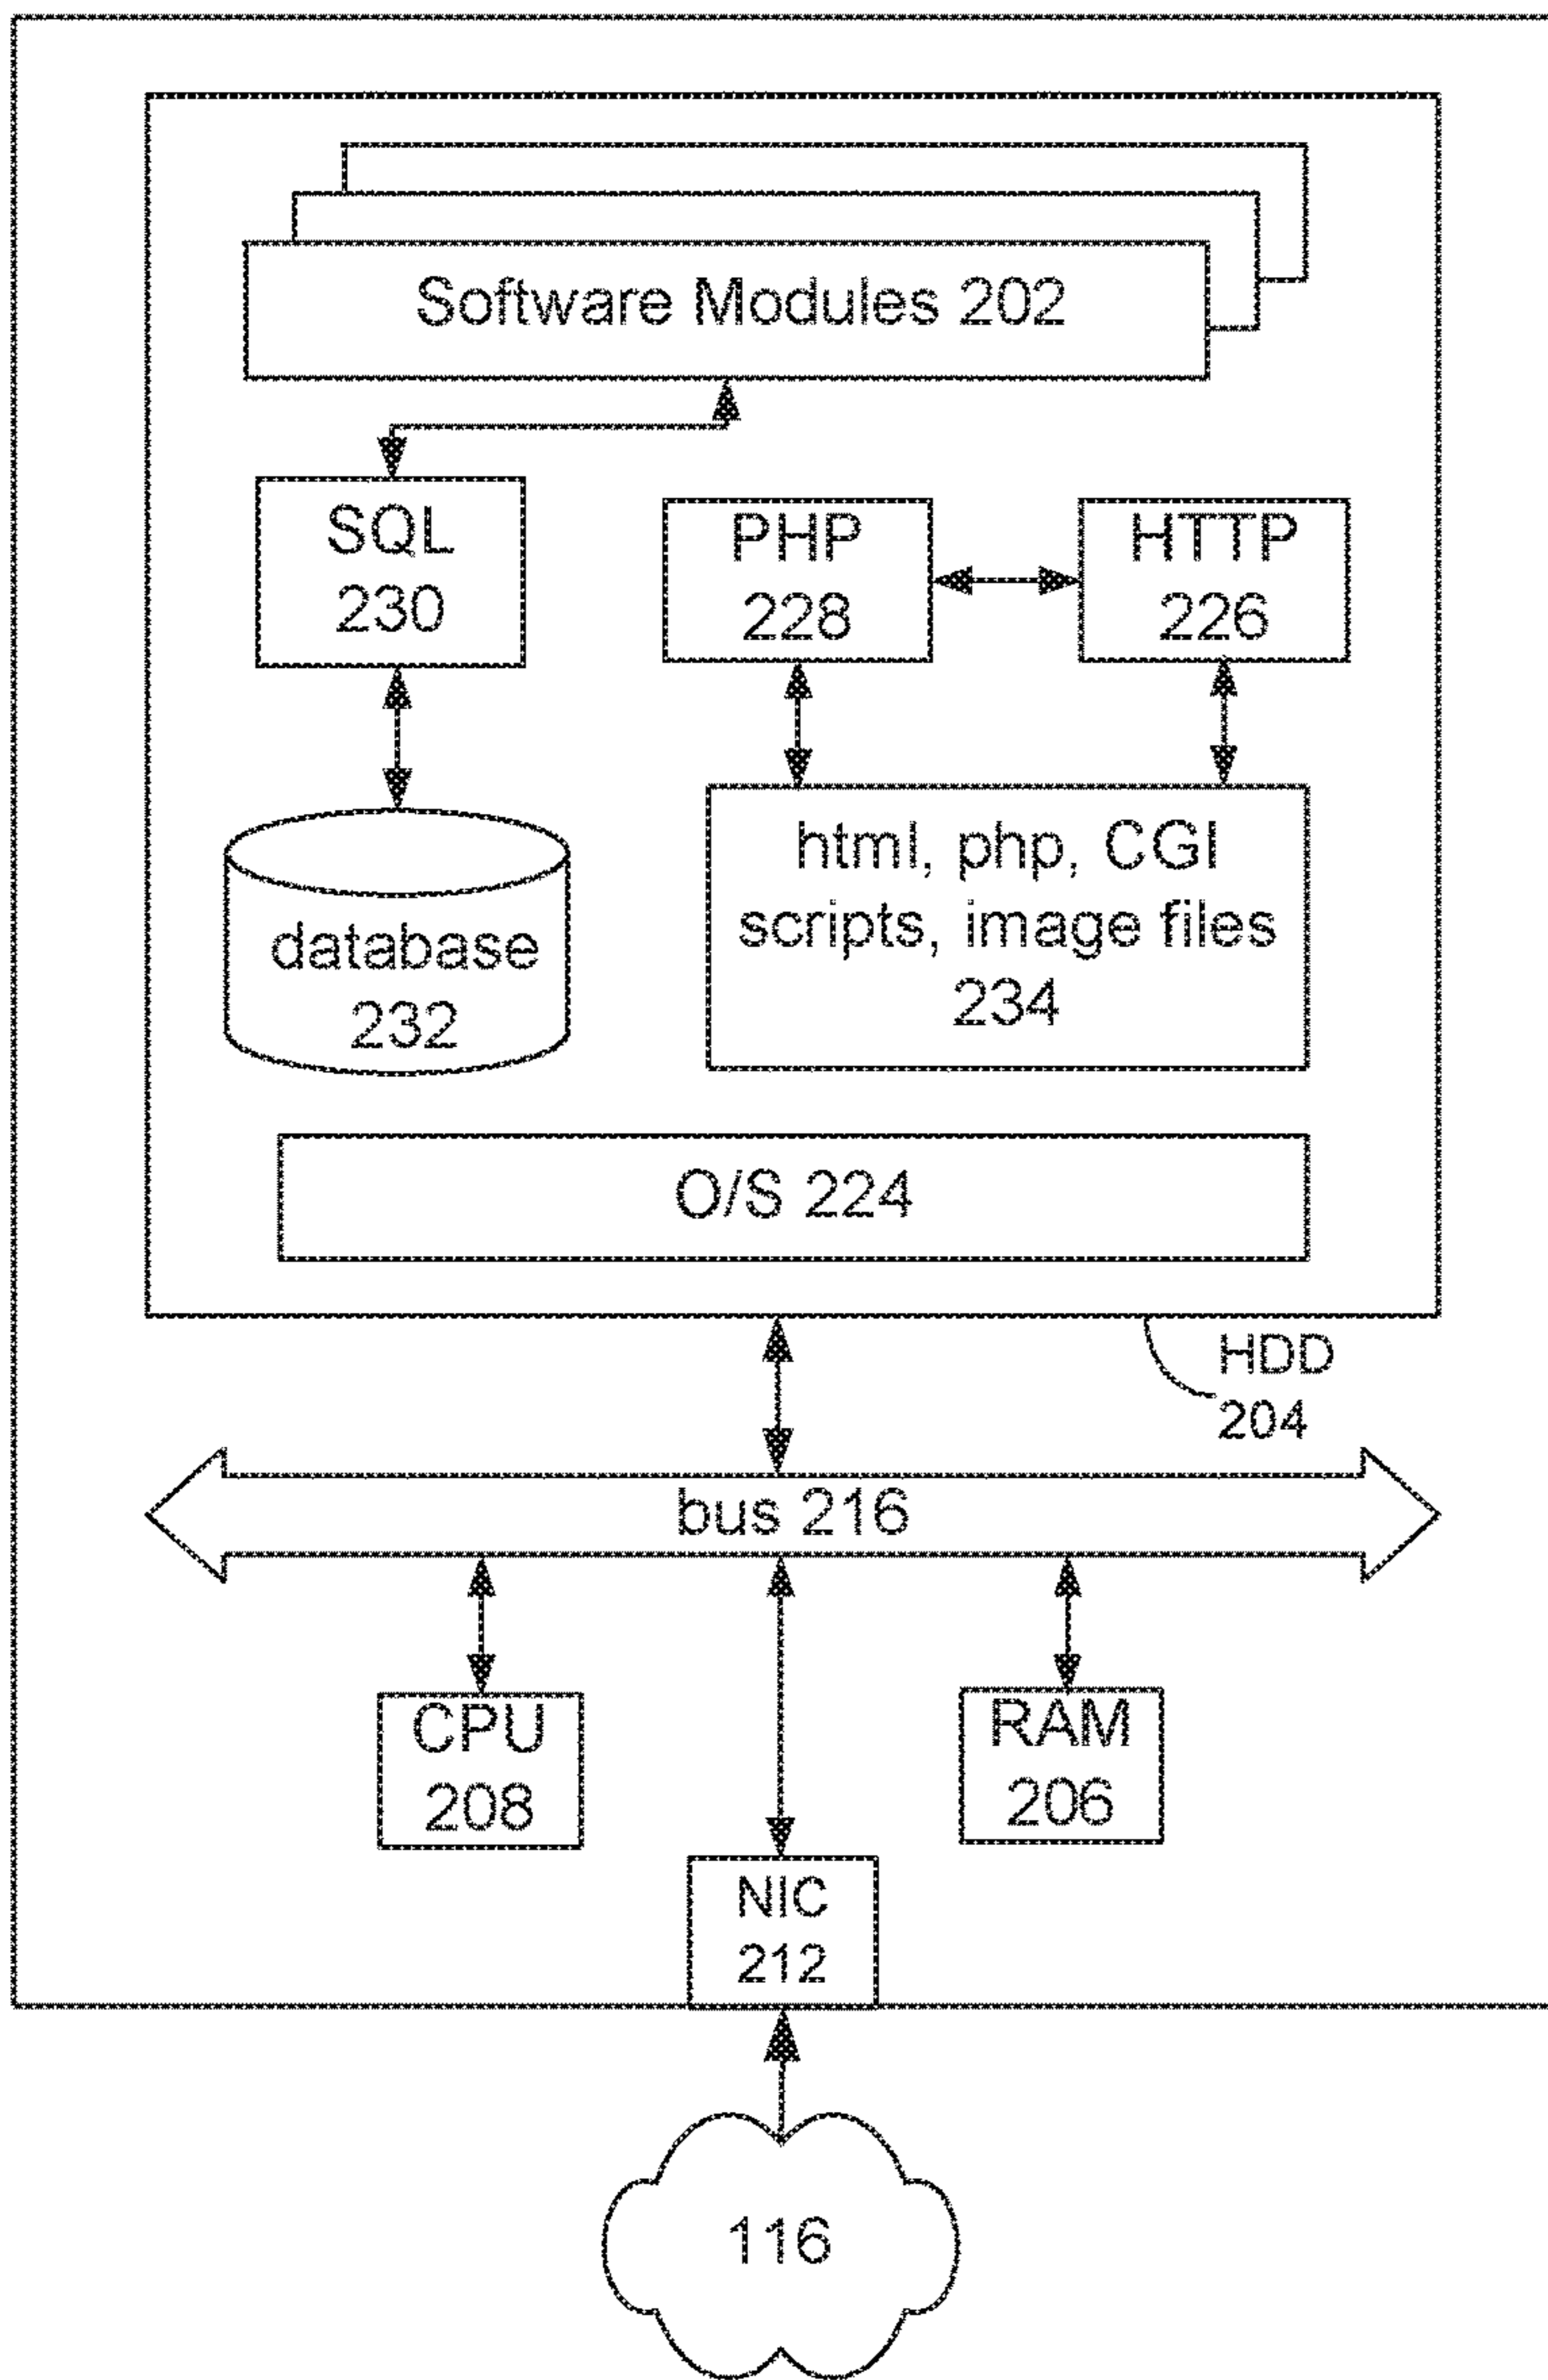 Software Modules 202
SQL
230
PHP
228
HTTP
226
database
232
html, php, CGI
scripts, image files
234
O/S 224
HDD
204
bus 216
CPU
208
RAM
206
NIC
212
116